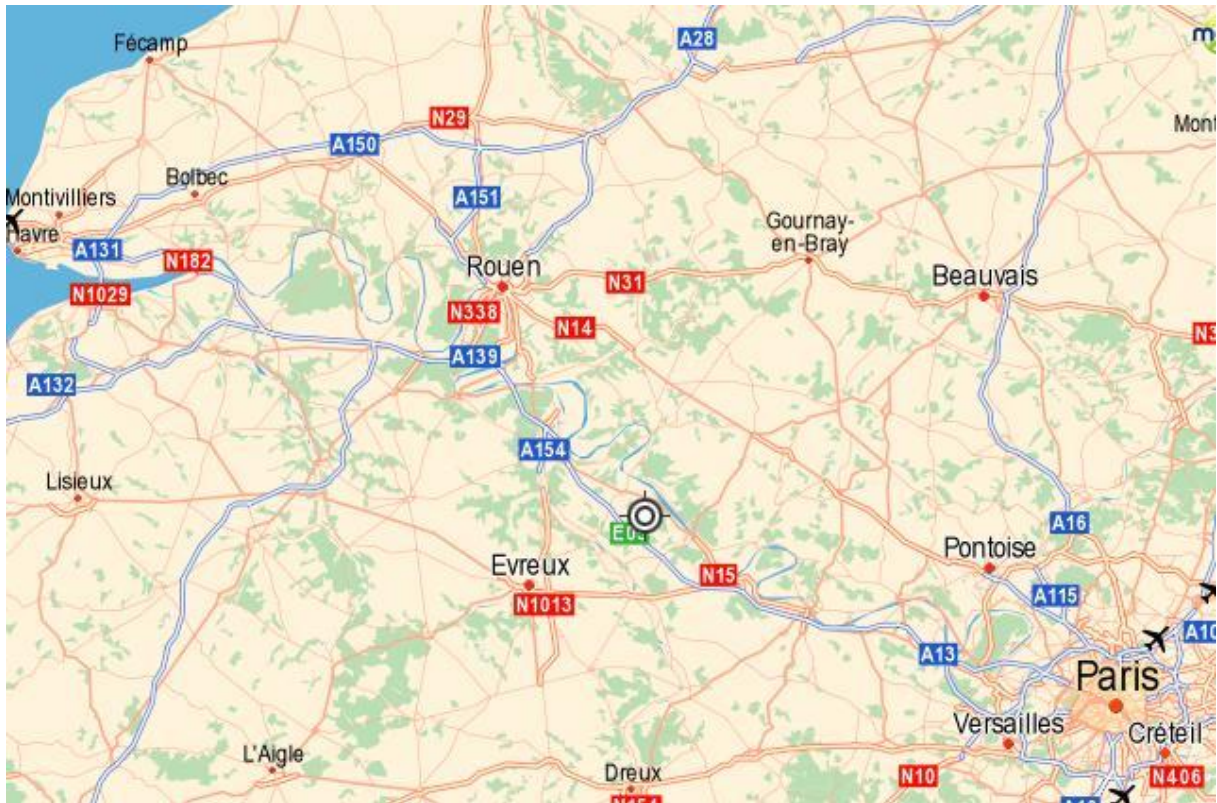 Fécamp
A28
N29
A150
Bolbec
A151
Montivilliers
Havre
A131
N182
N1029
Gournay-
en-Bray
Rouen
N31
Beauvais
N338
N14
A139
A132
A154
Lisieux
A16
Pontoise
Evreux
N15
N1013
A115
A13
Paris
Versailles
Créteil
L'Aigle
Dreux
N10
N406
N154